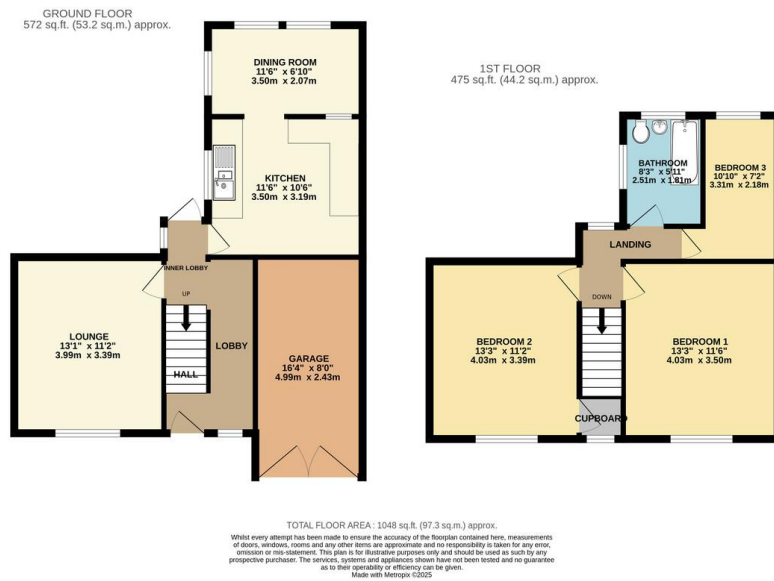 GROUND FLOOR
572 sq.ft. (53.2 sq.m.) approx.
DINING ROOM
11'6" x 6'10"
3.50m x 2.07m
KITCHEN
11'6" x 10'6"
3.50m x 3.19m
INNER LOBBY
UP
LOUNGE
13'1" x 11'2"
3.99m x 3.39m
HALL
LOBBY
GARAGE
16'4" x 8'0"
4.99m x 2.43m
1ST FLOOR
475 sq.ft. (44.2 sq.m.) approx.
BATHROOM
8'3" x 5'11"
2.51m x 1.81m
BEDROOM 3
10'10" x 7'2"
3.31m x 2.18m
LANDING
DOWN
BEDROOM 2
13'3" x 11'2"
4.03m x 3.39m
BEDROOM 1
13'3" x 11'6"
4.03m x 3.50m
CUPBOARD
TOTAL FLOOR AREA : 1048 sq.ft. (97.3 sq.m.) approx.
Whilst every attempt has been made to ensure the accuracy of the floorplan contained here, measurements
of doors, windows, rooms and any other items are approximate and no responsibility is taken for any error,
omission or mis-statement. This plan is for illustrative purposes only and should be used as such by any
prospective purchaser. The services, systems and appliances shown have not been tested and no guarantee
as to their operability or efficiency can be given.
Made with Metropix ©2025